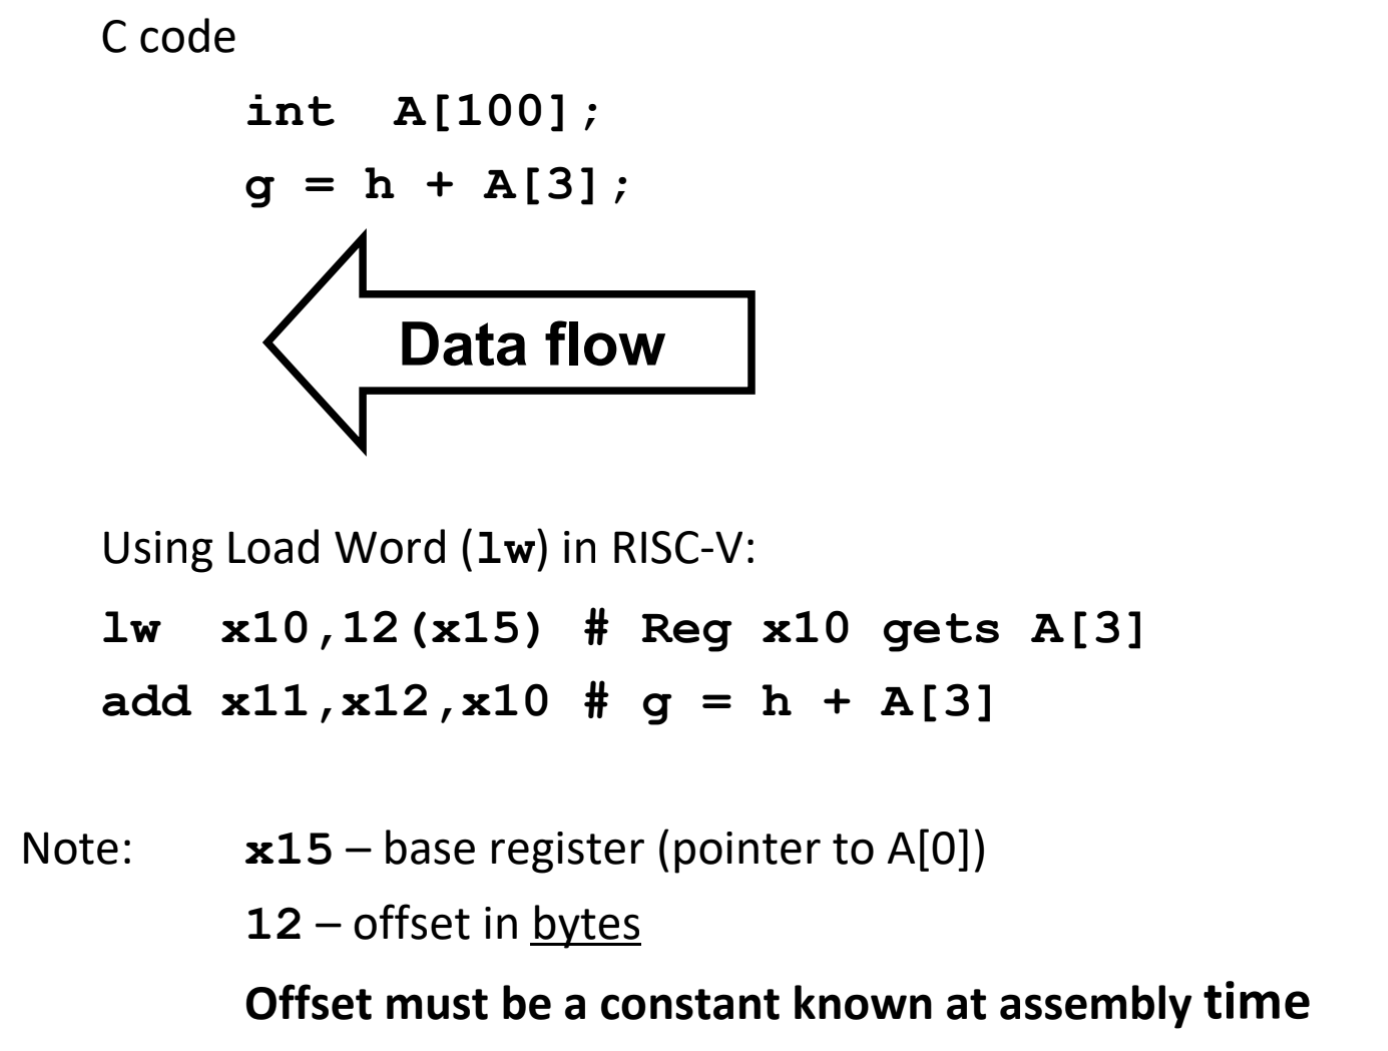 C code
int  A[100];
g = h + A[3];
Data flow
Using Load Word (lw) in RISC-V:
lw  x10,12(x15) # Reg x10 gets A[3]
add x11,x12,x10 # g = h + A[3]
Note: x15 – base register (pointer to A[0])
12 – offset in bytes
Offset must be a constant known at assembly time